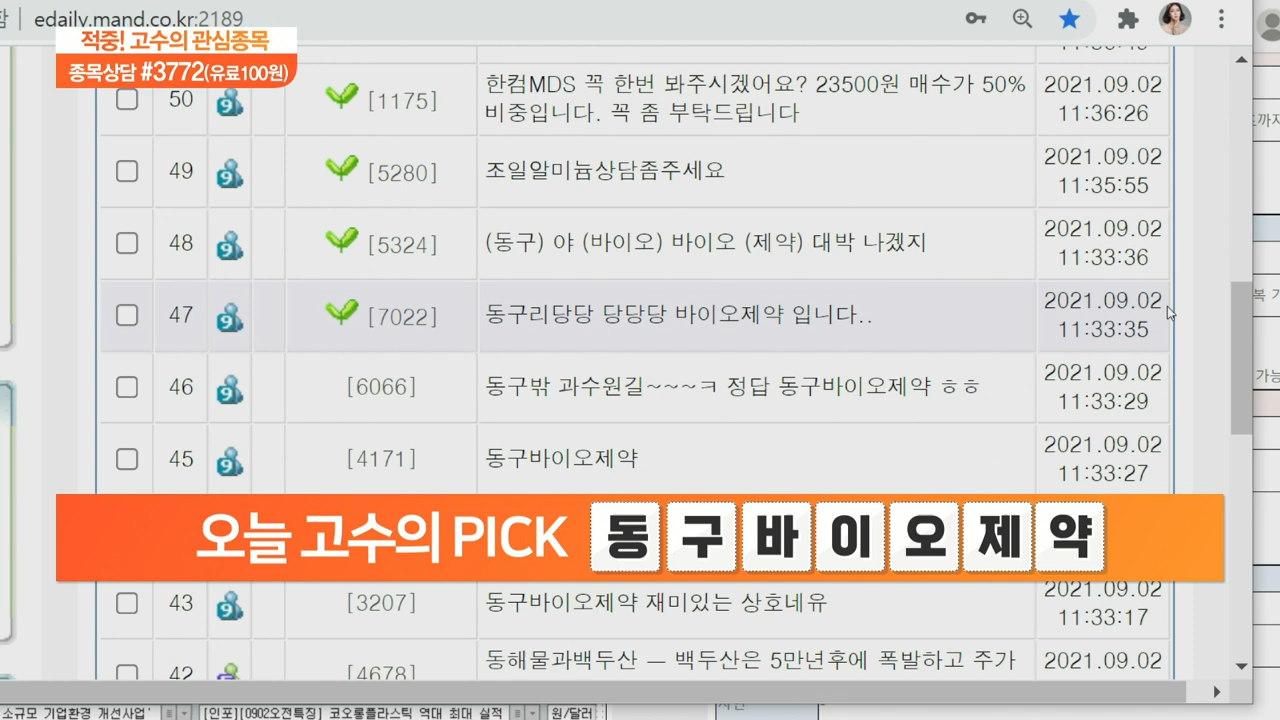 edaily.mand.co.kr:2189
적중! 고수의 관심종목
종목상담 #3772(유료100원)
50 [1175] 한컴MDS 꼭 한번 봐주시겠어요? 23500원 매수가 50% 2021.09.02
비중입니다. 꼭 좀 부탁드립니다 11:36:26
49 [5280] 조일알미늄상담좀주세요 2021.09.02
11:35:55
48 [5324] (동구) 야 (바이오) 바이오 (제약) 대박 나겠지 2021.09.02
11:33:36
47 [7022] 동구리당당 당당당 바이오제약 입니다.. 2021.09.02
11:33:35
46 [6066] 동구밖 과수원길~~~ㅋ 정답 동구바이오제약 ㅎㅎ 2021.09.02
11:33:29
45 [4171] 동구바이오제약 2021.09.02
11:33:27
오늘 고수의 PICK 동구바이오제약
43 [3207] 동구바이오제약 재미있는 상호네유 2021.09.02
11:33:17
42 [4678] 동해물과백두산 – 백두산은 5만년후에 폭발하고 주가 2021.09.02
소규모 기업환경 개선사업' [인포][0902오전특징] 코오롱플라스틱 역대 최대 실적 원/달러